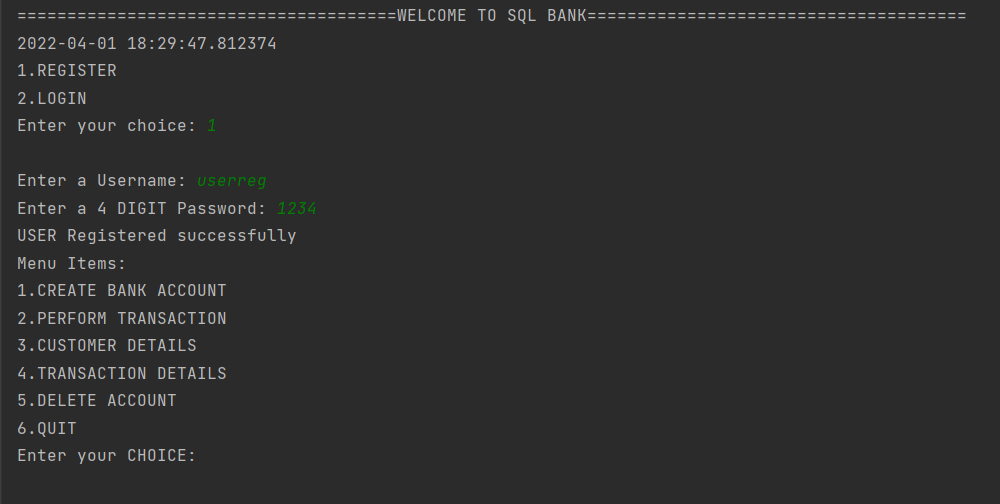 ======================================WELCOME TO SQL BANK======================================
2022-04-01 18:29:47.812374
1.REGISTER
2.LOGIN
Enter your choice: 1
Enter a Username: userreg
Enter a 4 DIGIT Password: 1234
USER Registered successfully
Menu Items:
1.CREATE BANK ACCOUNT
2.PERFORM TRANSACTION
3.CUSTOMER DETAILS
4.TRANSACTION DETAILS
5.DELETE ACCOUNT
6.QUIT
Enter your CHOICE: